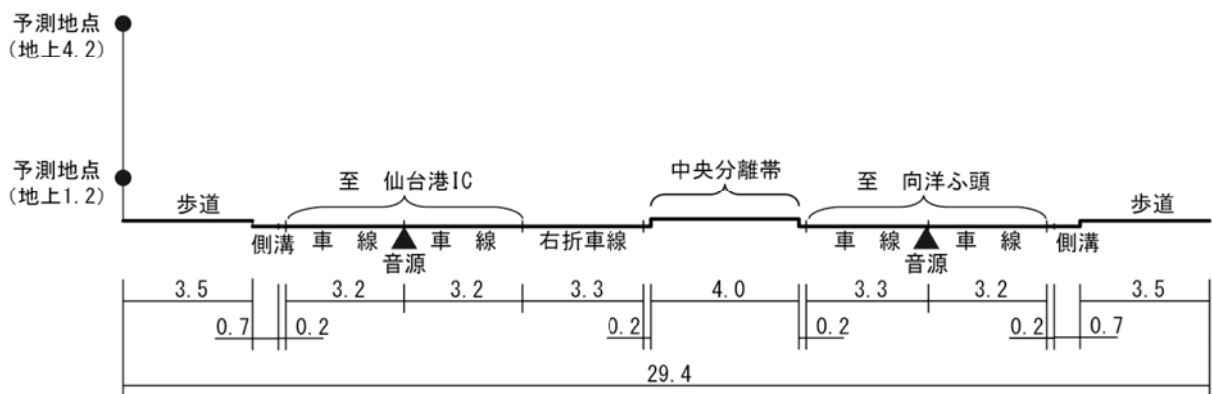 予測地点
(地上4.2)
予測地点
(地上1.2)
歩道
至 仙台港IC
中央分離帯
至 向洋ふ頭
歩道
側溝
車 線
車 線
右折車線
車 線
車 線
側溝
音源
音源
3.5
3.2
3.2
3.3
4.0
3.3
3.2
3.5
0.7
0.2
0.2
0.2
0.2
0.7
29.4